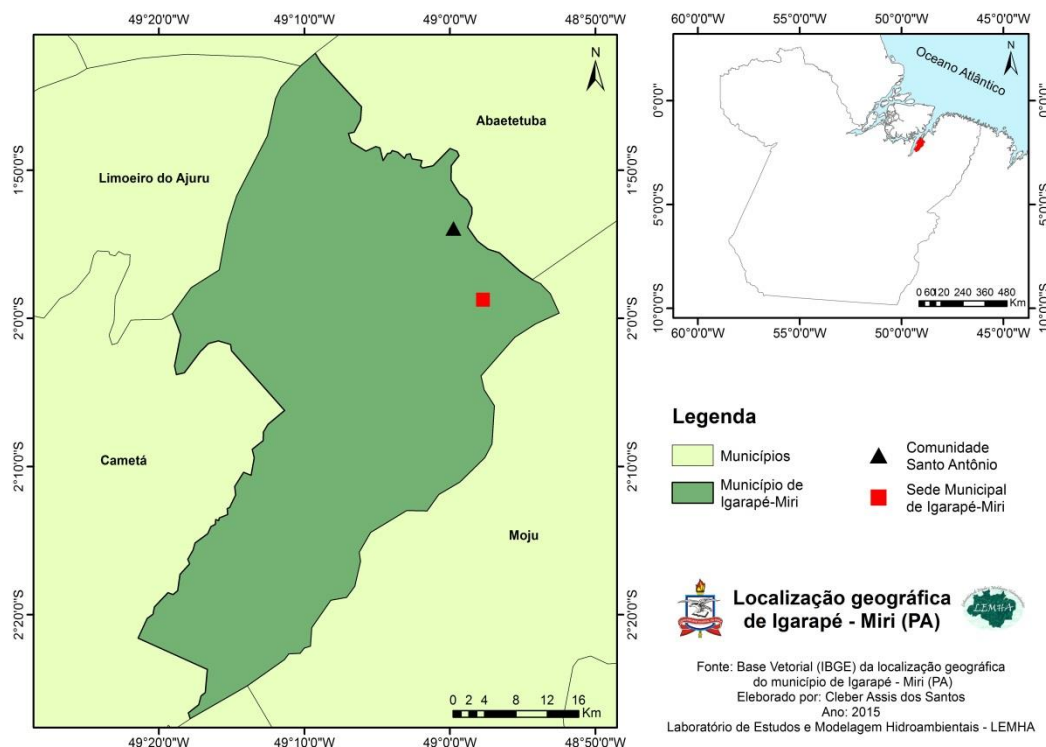 49°20'0"W 49°10'0"W 49°0'0"W 48°50'0"W
N
Abaetetuba
Limoeiro do Ajuru
1°50'0"S
1°50'0"S
2°0'0"S
2°0'0"S
Cametá
2°10'0"S
2°10'0"S
Moju
2°20'0"S
2°20'0"S
0 2 4 8 12 16
Km
49°20'0"W 49°10'0"W 49°0'0"W 48°50'0"W
60°0'0"W 55°0'0"W 50°0'0"W 45°0'0"W
N
Oceano Atlântico
0°0'0"
0°0'0"
5°0'0"S
5°0'0"S
10°0'0"S
10°0'0"S
0 60 120 240 360 480
Km
60°0'0"W 55°0'0"W 50°0'0"W 45°0'0"W
Legenda
Municípios
Município de
Igarapé-Miri
Comunidade
Santo Antônio
Sede Municipal
de Igarapé-Miri
Localização geográfica
de Igarapé - Miri (PA)
LEMHA
Fonte: Base Vetorial (IBGE) da localização geográfica
do município de Igarapé - Miri (PA)
Eleborado por: Cleber Assis dos Santos
Ano: 2015
Laboratório de Estudos e Modelagem Hidroambientais - LEMHA